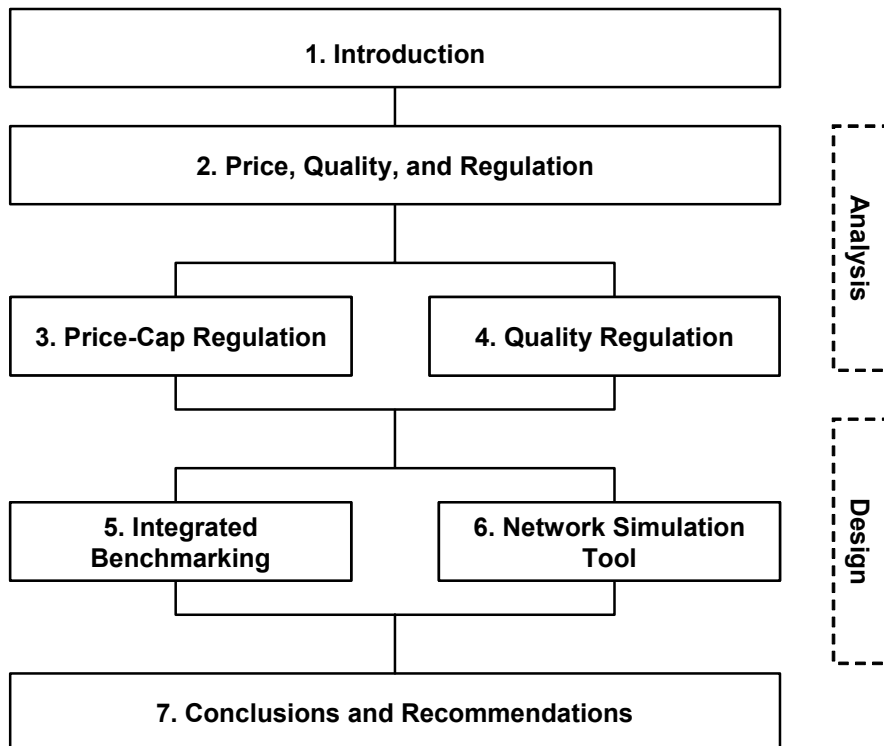 1. Introduction
2. Price, Quality, and Regulation
Analysis
3. Price-Cap Regulation
4. Quality Regulation
5. Integrated
Benchmarking
6. Network Simulation
Tool
Design
7. Conclusions and Recommendations